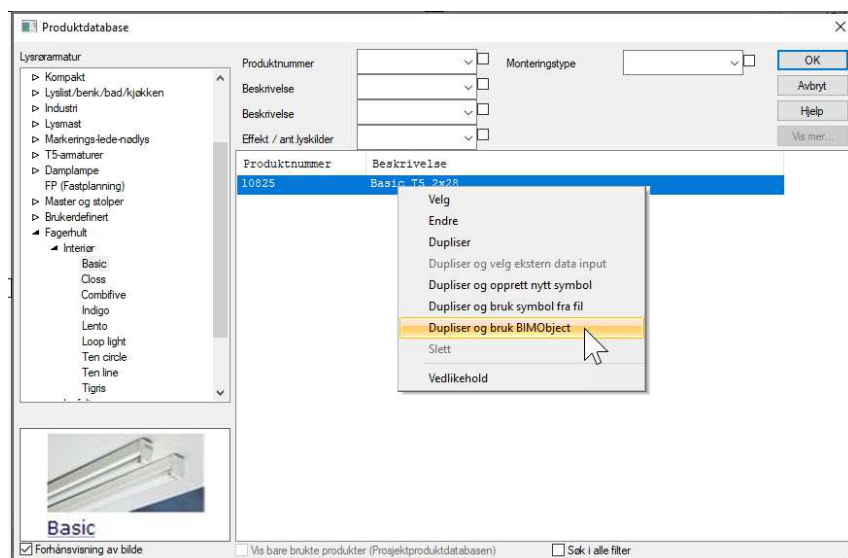 Produktdatabase
Lysrørarmatur
Kompakt
Lyslist/benk/bad/kjøkken
Industri
Lysmast
Markerings-lede-nødlys
T5-armaturer
Damplampe
FP (Fastplanning)
Master og stolper
Brukerdefinert
Fagerhult
Interiør
Basic
Closs
Combifive
Indigo
Lento
Loop light
Ten circle
Ten line
Tigris
Basic
Forhånsvisning av bilde
Produktnummer
Monteringstype
Beskrivelse
Beskrivelse
Effekt / ant.lyskilder
OK
Avbryt
Hjelp
Vis mer...
Produktnummer Beskrivelse
10825 Basic T5 2x28
Velg
Endre
Dupliser
Dupliser og velg ekstern data input
Dupliser og opprett nytt symbol
Dupliser og bruk symbol fra fil
Dupliser og bruk BIMObject
Slett
Vedlikehold
Vis bare brukte produkter (Prosjektproduktdatabasen)
Søk i alle filter